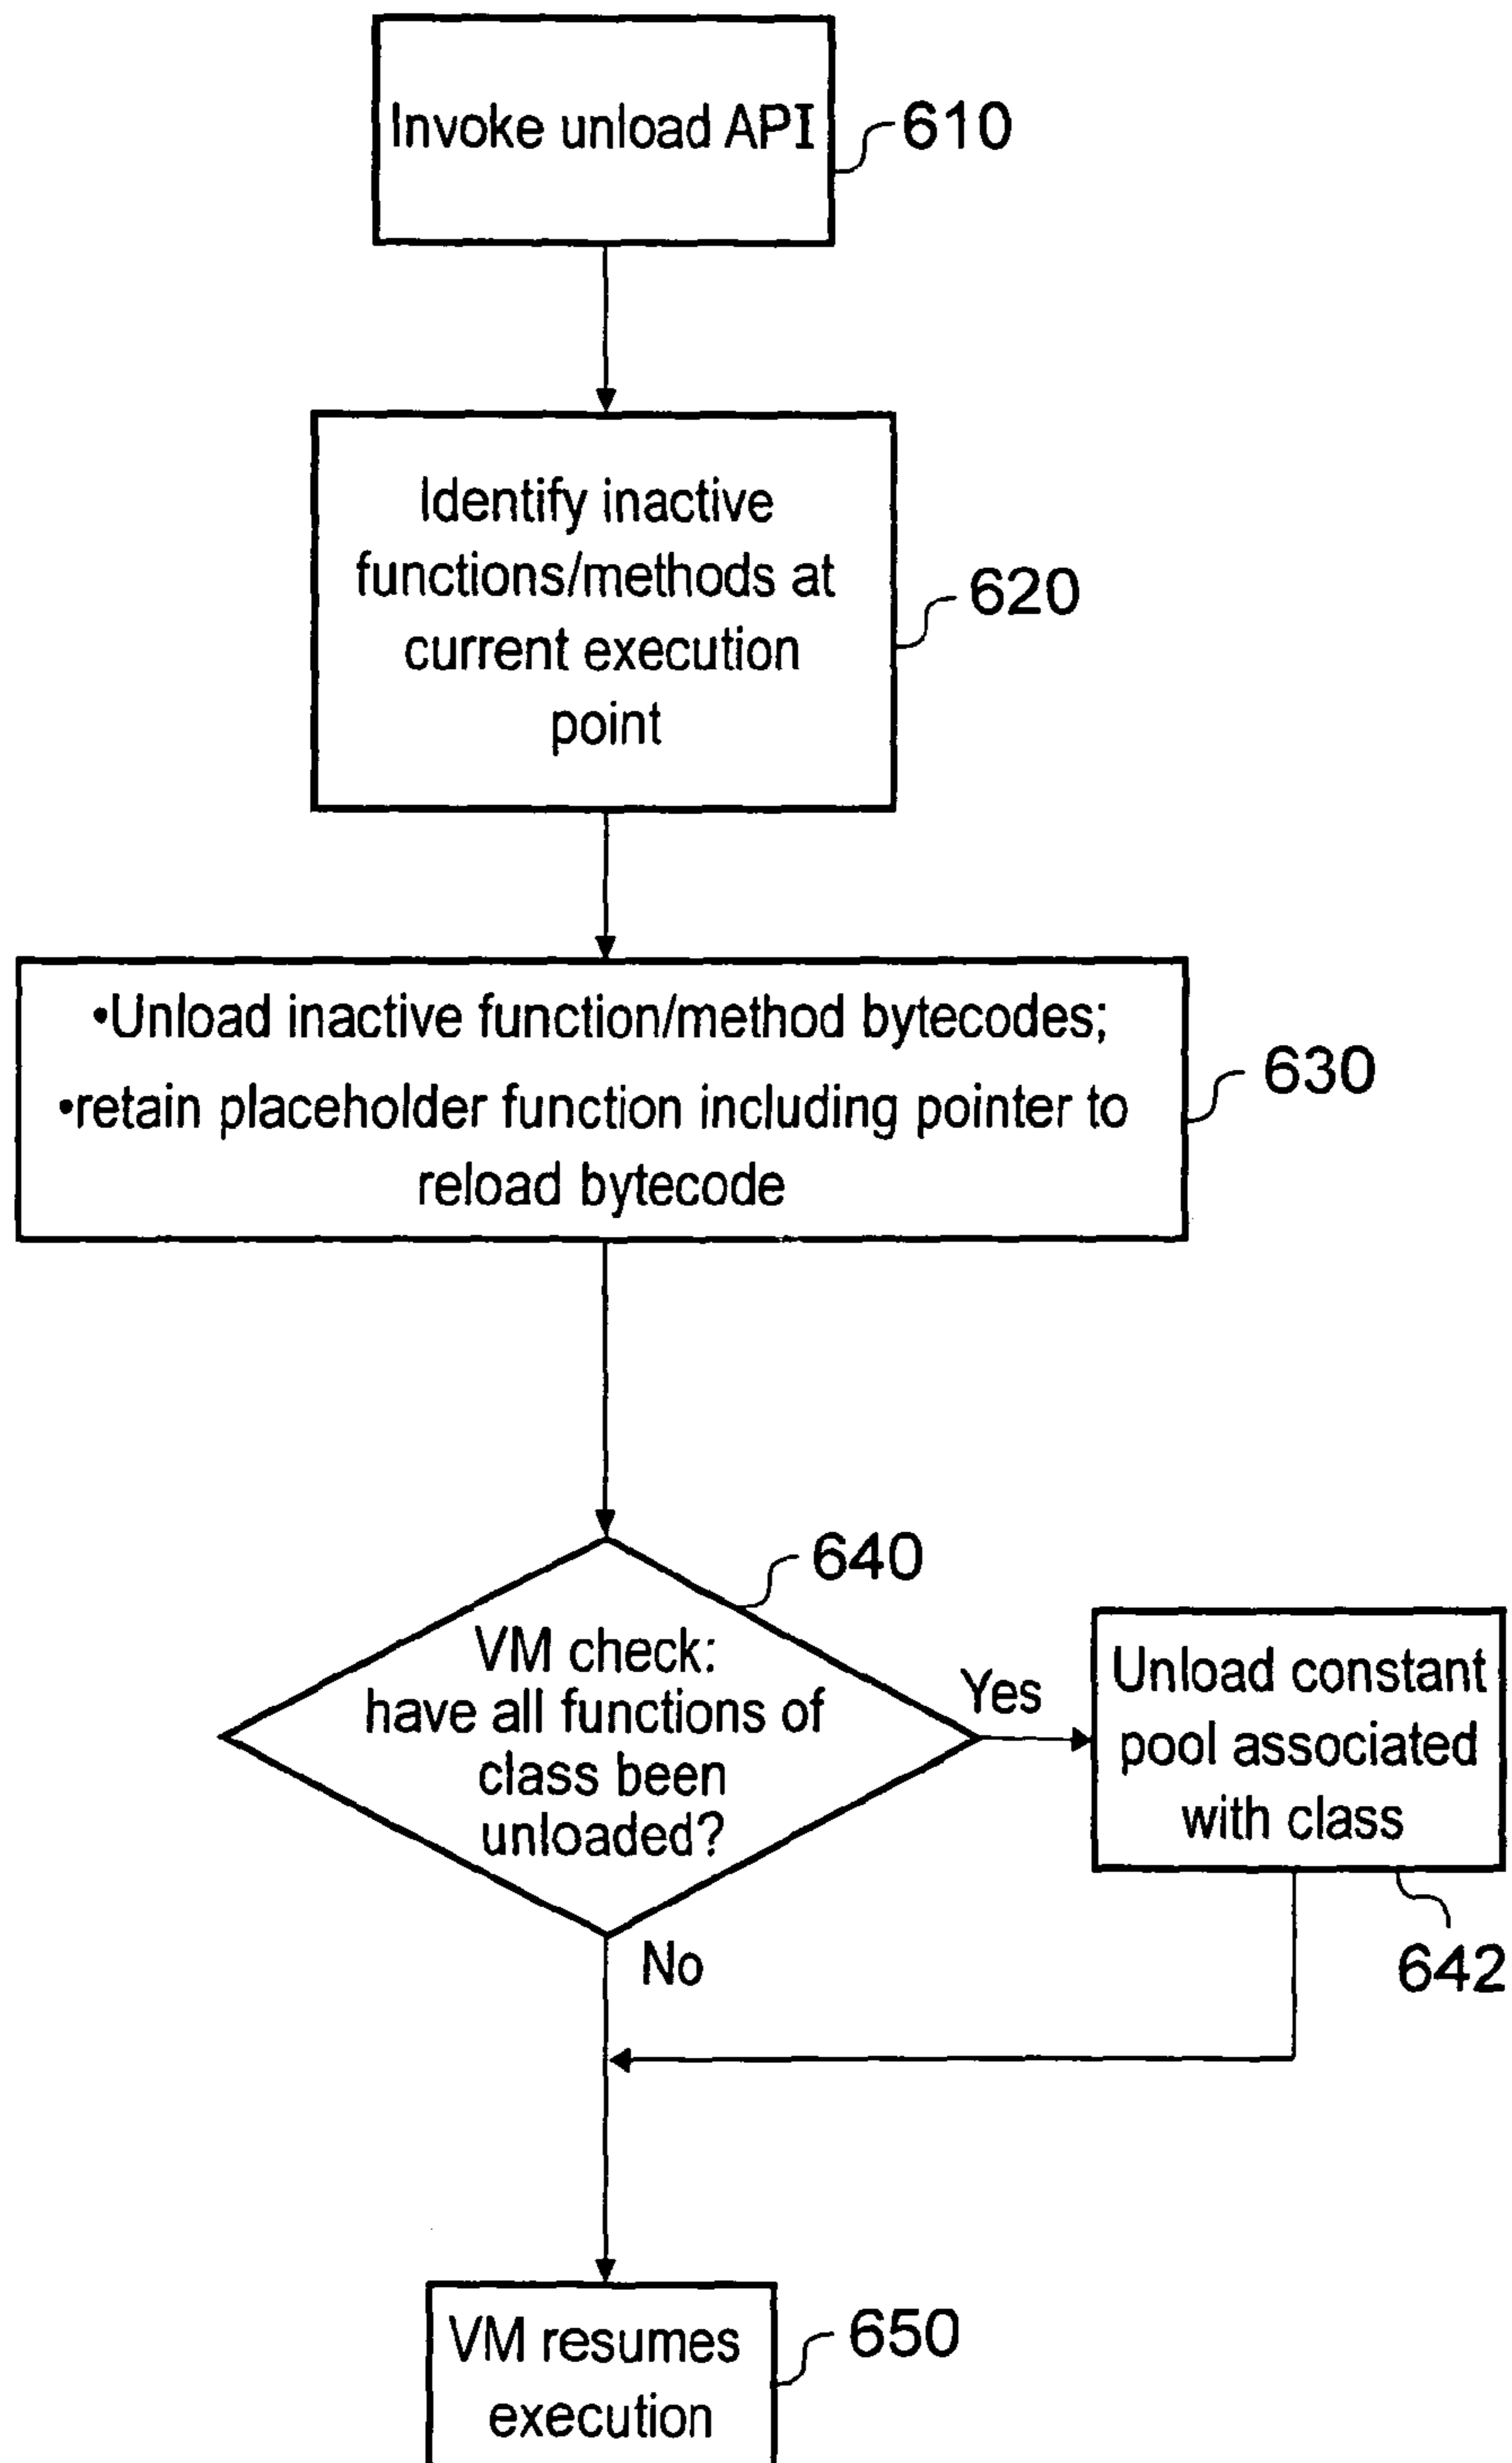 Invoke unload API
610
Identify inactive
functions/methods at
current execution
point
620
•Unload inactive function/method bytecodes;
•retain placeholder function including pointer to
reload bytecode
630
640
VM check:
have all functions of
class been
unloaded?
Yes
Unload constant
pool associated
with class
642
No
VM resumes
execution
650